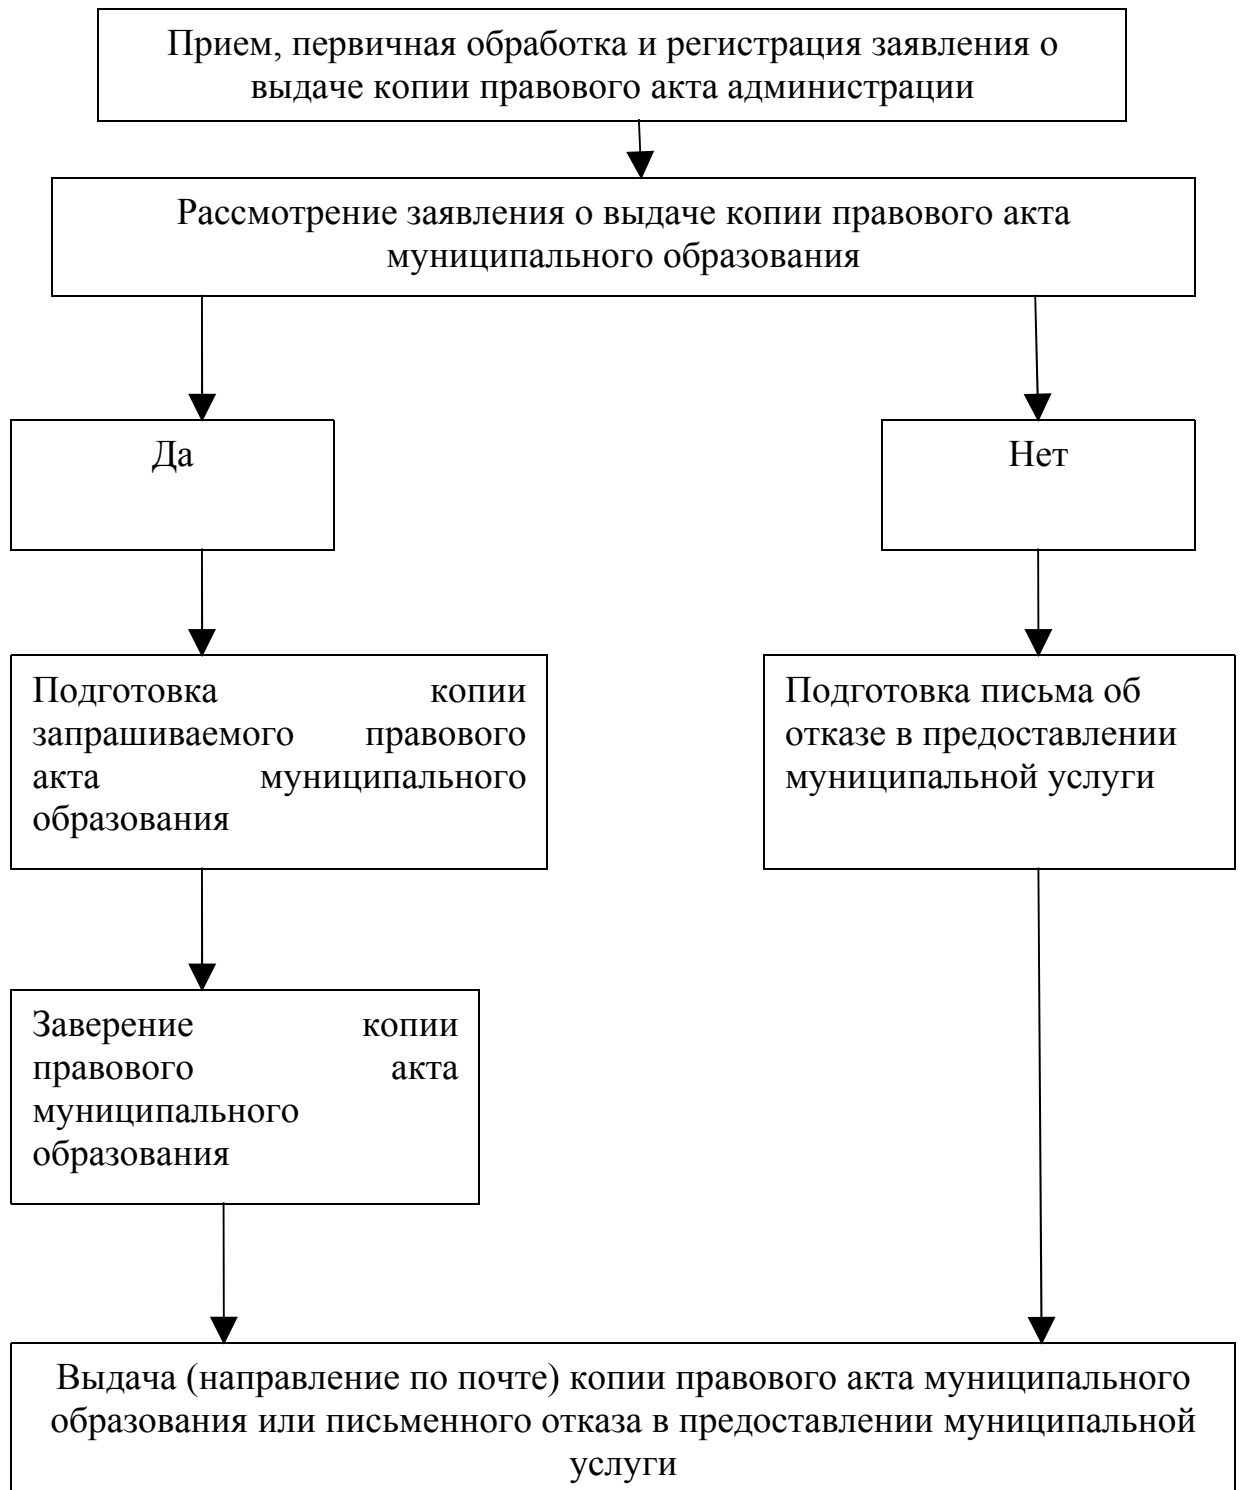 Прием, первичная обработка и регистрация заявления о
выдаче копии правового акта администрации
Рассмотрение заявления о выдаче копии правового акта
муниципального образования
Да
Нет
Подготовка копии
запрашиваемого правового
акта муниципального
образования
Подготовка письма об
отказе в предоставлении
муниципальной услуги
Заверение копии
правового акта
муниципального
образования
Выдача (направление по почте) копии правового акта муниципального
образования или письменного отказа в предоставлении муниципальной
услуги